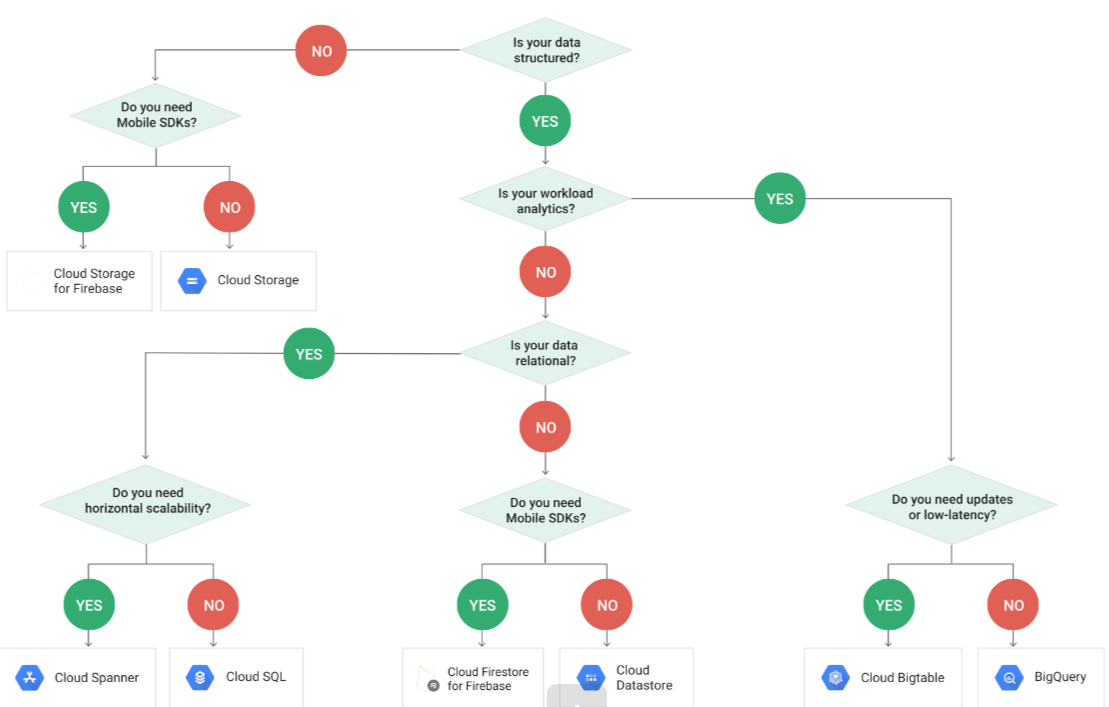 Is your data
structured?
NO
Do you need
Mobile SDKs?
YES
YES
NO
Cloud Storage
for Firebase
Cloud Storage
Is your workload
analytics?
YES
NO
Is your data
relational?
YES
NO
Do you need
horizontal scalability?
Do you need
Mobile SDKs?
Do you need updates
or low-latency?
YES
NO
YES
NO
YES
NO
Cloud Spanner
Cloud SQL
Cloud Firestore
for Firebase
Cloud
Datastore
Cloud Bigtable
BigQuery